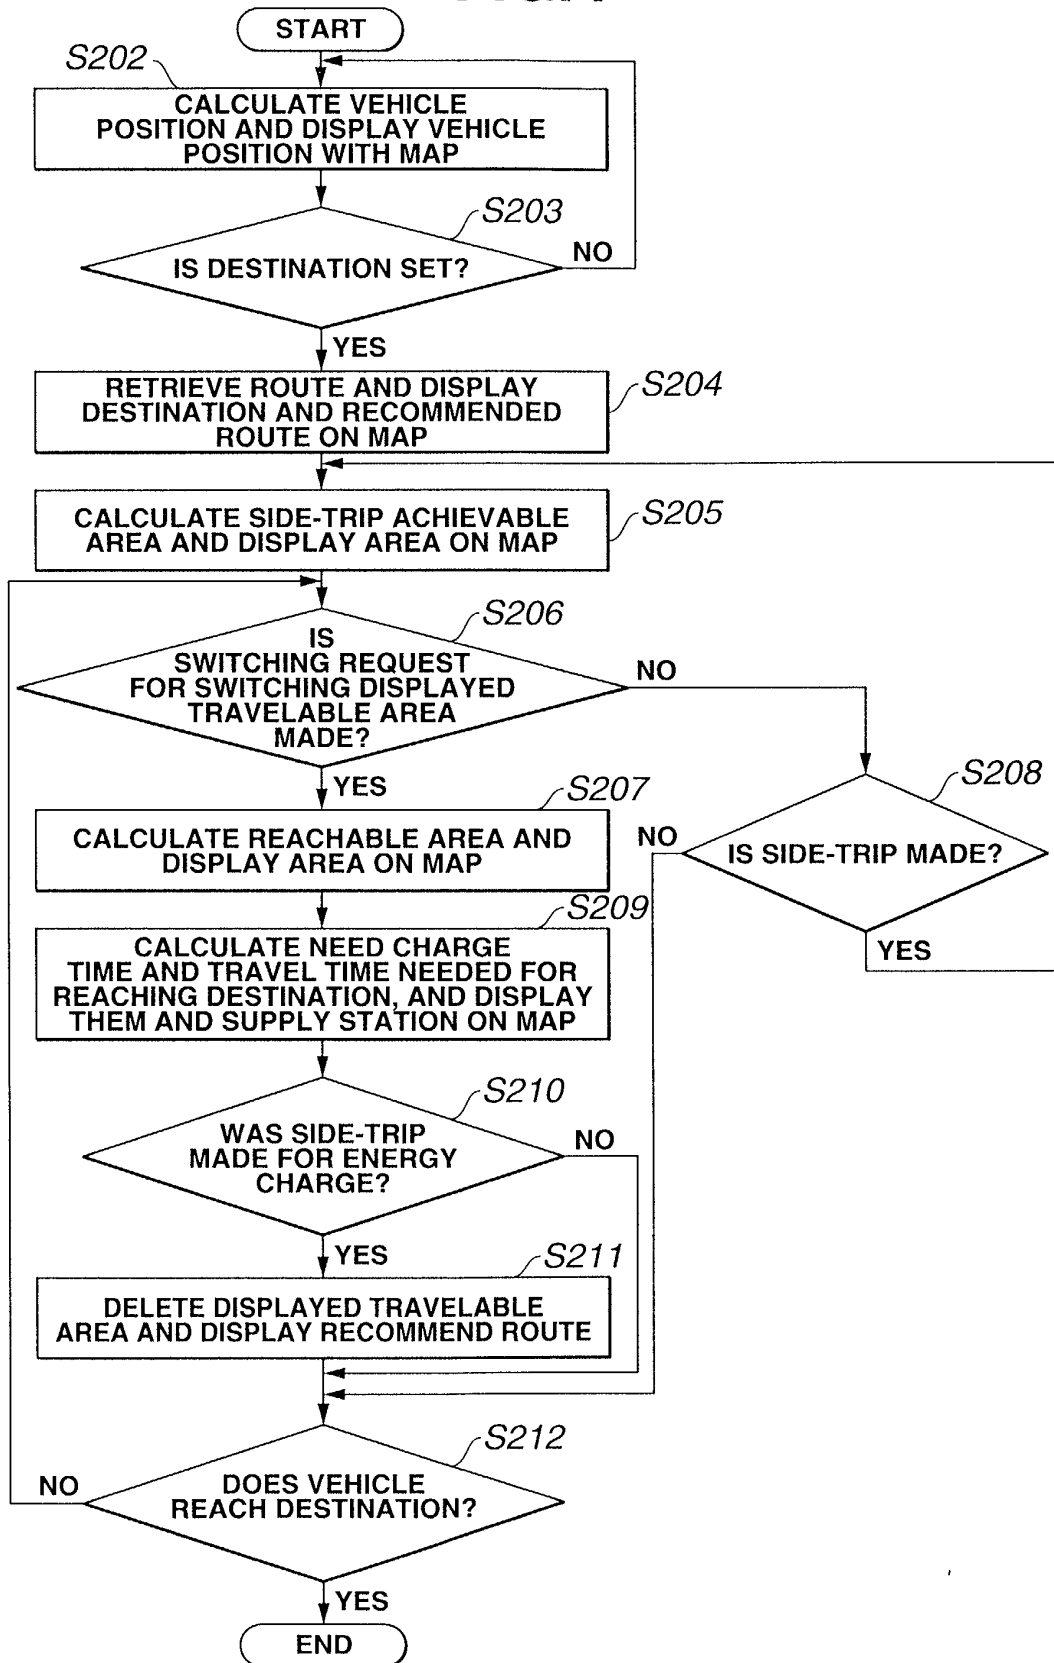 START
S202
CALCULATE VEHICLE
POSITION AND DISPLAY VEHICLE
POSITION WITH MAP
S203
IS DESTINATION SET?
NO
YES
RETRIEVE ROUTE AND DISPLAY
DESTINATION AND RECOMMENDED
ROUTE ON MAP
S204
CALCULATE SIDE-TRIP ACHIEVABLE
AREA AND DISPLAY AREA ON MAP
S205
S206
IS
SWITCHING REQUEST
FOR SWITCHING DISPLAYED
TRAVELABLE AREA
MADE?
NO
YES
S207
CALCULATE REACHABLE AREA AND
DISPLAY AREA ON MAP
S208
NO
IS SIDE-TRIP MADE?
YES
S209
CALCULATE NEED CHARGE
TIME AND TRAVEL TIME NEEDED FOR
REACHING DESTINATION, AND DISPLAY
THEM AND SUPPLY STATION ON MAP
S210
WAS SIDE-TRIP
MADE FOR ENERGY
CHARGE?
NO
YES
S211
DELETE DISPLAYED TRAVELABLE
AREA AND DISPLAY RECOMMEND ROUTE
S212
DOES VEHICLE
REACH DESTINATION?
NO
YES
END